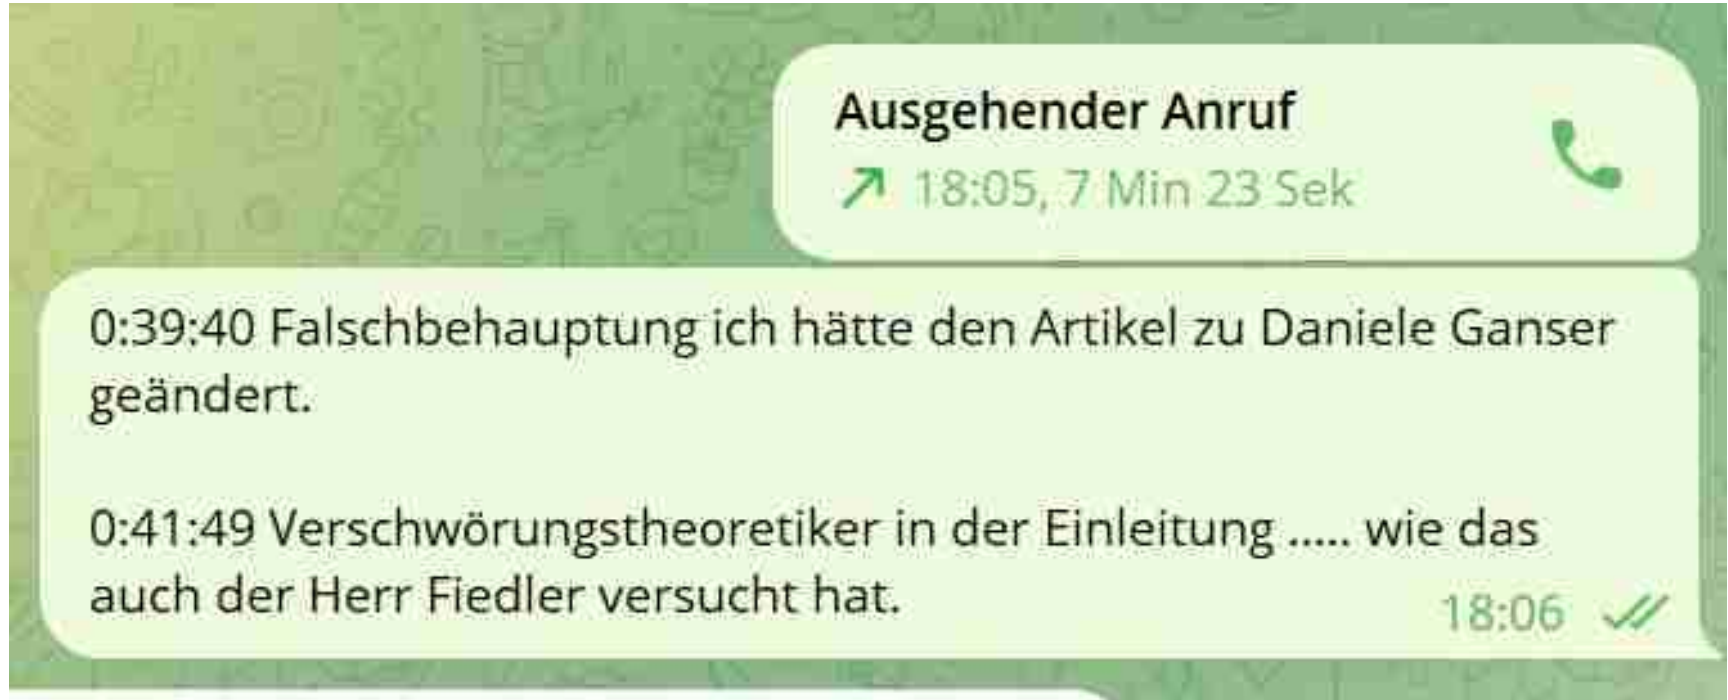 Ausgehender Anruf
18:05, 7 Min 23 Sek
0:39:40 Falschbehauptung ich hätte den Artikel zu Daniele Ganser
geändert.
0:41:49 Verschwörungstheoretiker in der Einleitung ..... wie das
auch der Herr Fiedler versucht hat.
18:06